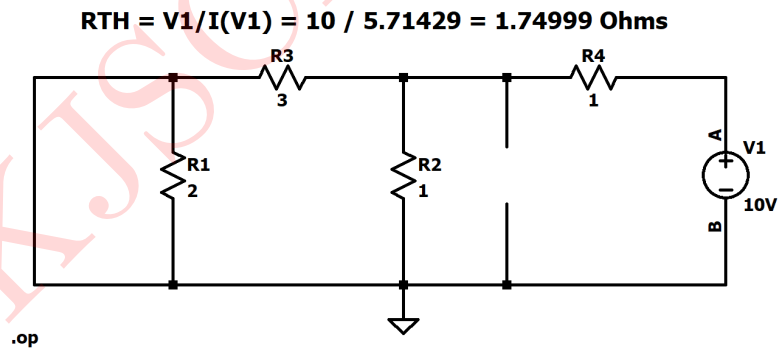 RTH = V1/I(V1) = 10 / 5.71429 = 1.74999 Ohms
R3
3
R4
1
R1
2
R2
1
A
V1
10V
B
.op
KJSC